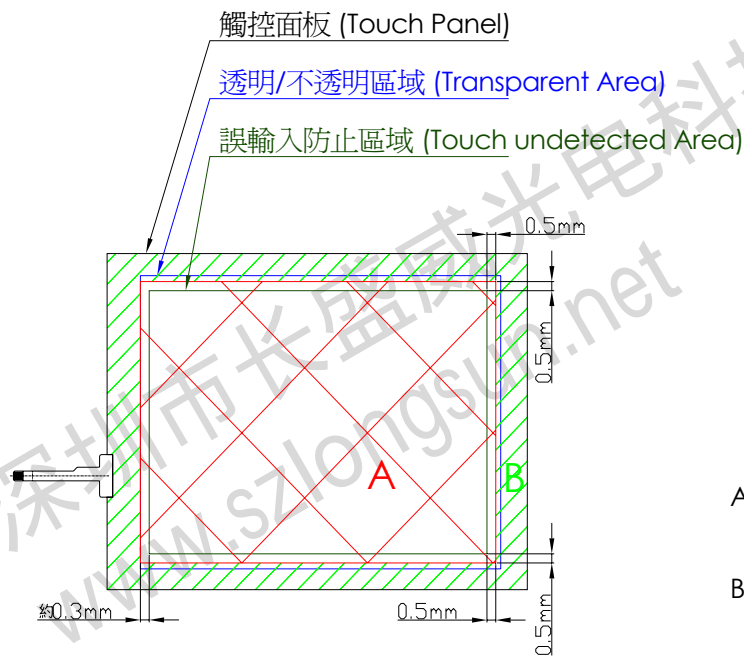 觸控面板 (Touch Panel)
透明/不透明區域 (Transparent Area)
誤輸入防止區域 (Touch undetected Area)
0.5mm
0.5mm
A
B
A
B
約0.3mm
0.5mm
0.5mm
深圳市长盛威光电科技
www.szlongsun.net